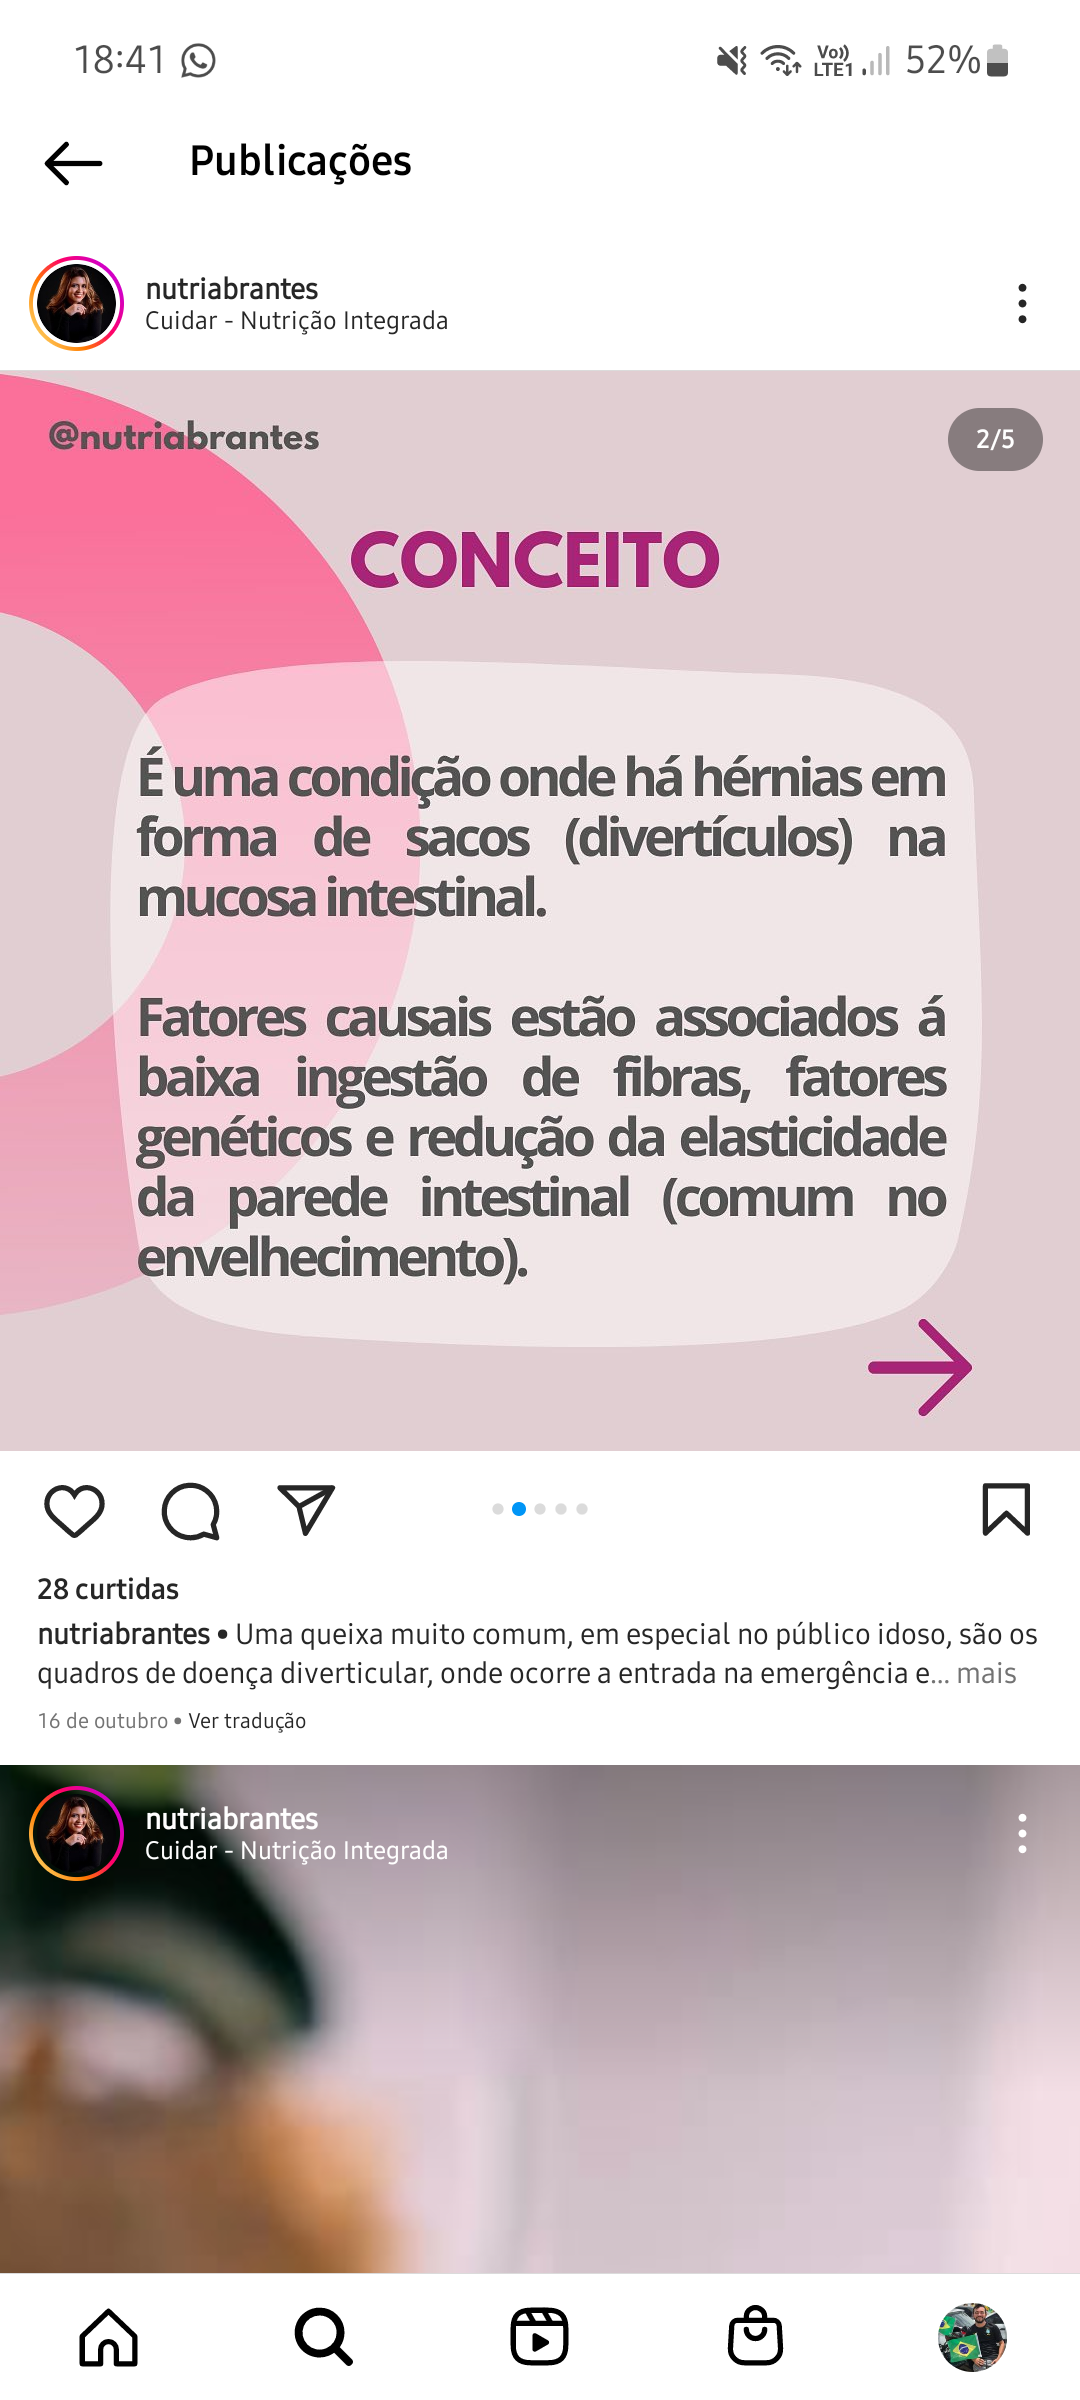 18:41
Vo)) LTE1 52%
Publicações
nutriabrantes
Cuidar - Nutrição Integrada
@nutriabrantes
2/5
CONCEITO
É uma condição onde há hérnias em
forma de sacos (divertículos) na
mucosa intestinal.
Fatores causais estão associados á
baixa ingestão de fibras, fatores
genéticos e redução da elasticidade
da parede intestinal (comum no
envelhecimento).
28 curtidas
nutriabrantes • Uma queixa muito comum, em especial no público idoso, são os
quadros de doença diverticular, onde ocorre a entrada na emergência e... mais
16 de outubro • Ver tradução
nutriabrantes
Cuidar - Nutrição Integrada